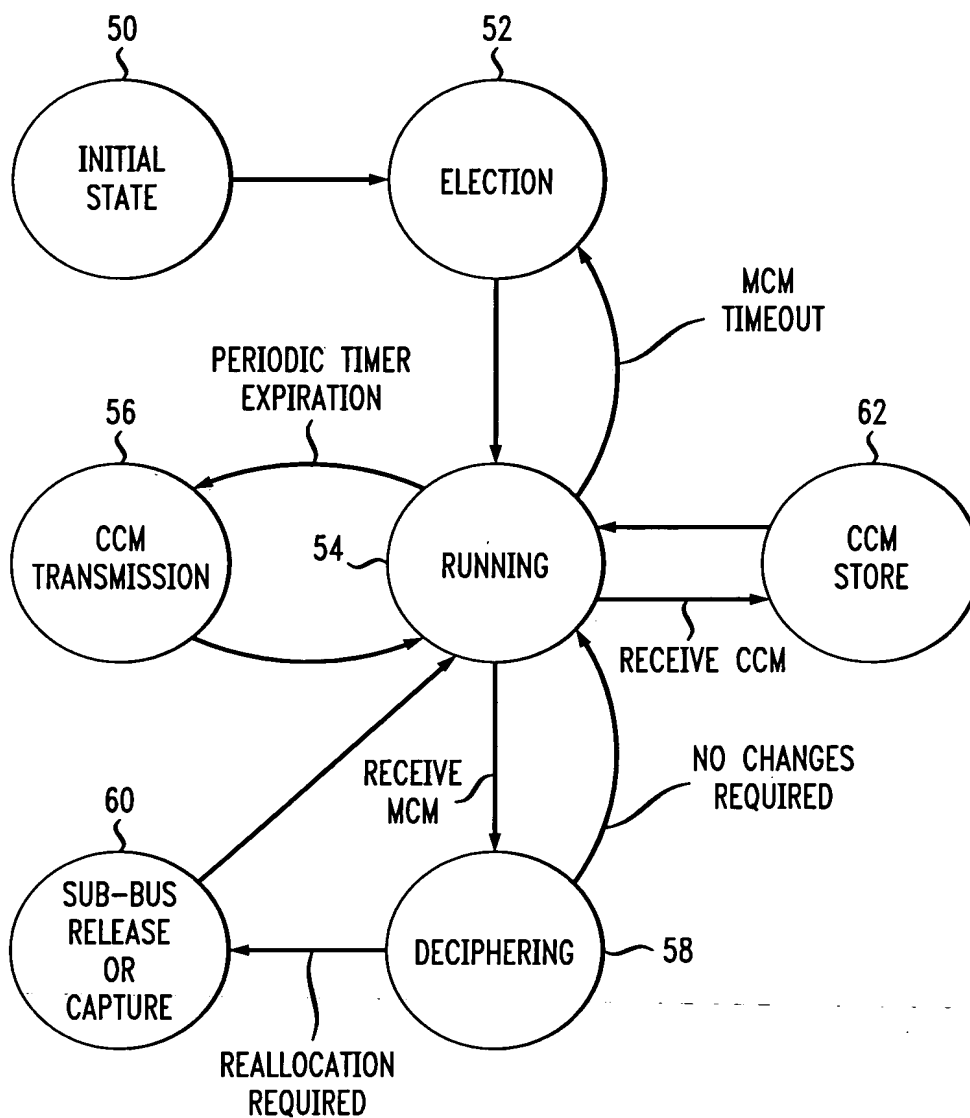 50
52
INITIAL
STATE
ELECTION
MCM
TIMEOUT
PERIODIC TIMER
EXPIRATION
56
62
CCM
TRANSMISSION
54
RUNNING
CCM
STORE
RECEIVE CCM
RECEIVE
MCM
NO CHANGES
REQUIRED
60
SUB-BUS
RELEASE
OR
CAPTURE
DECIPHERING
58
REALLOCATION
REQUIRED